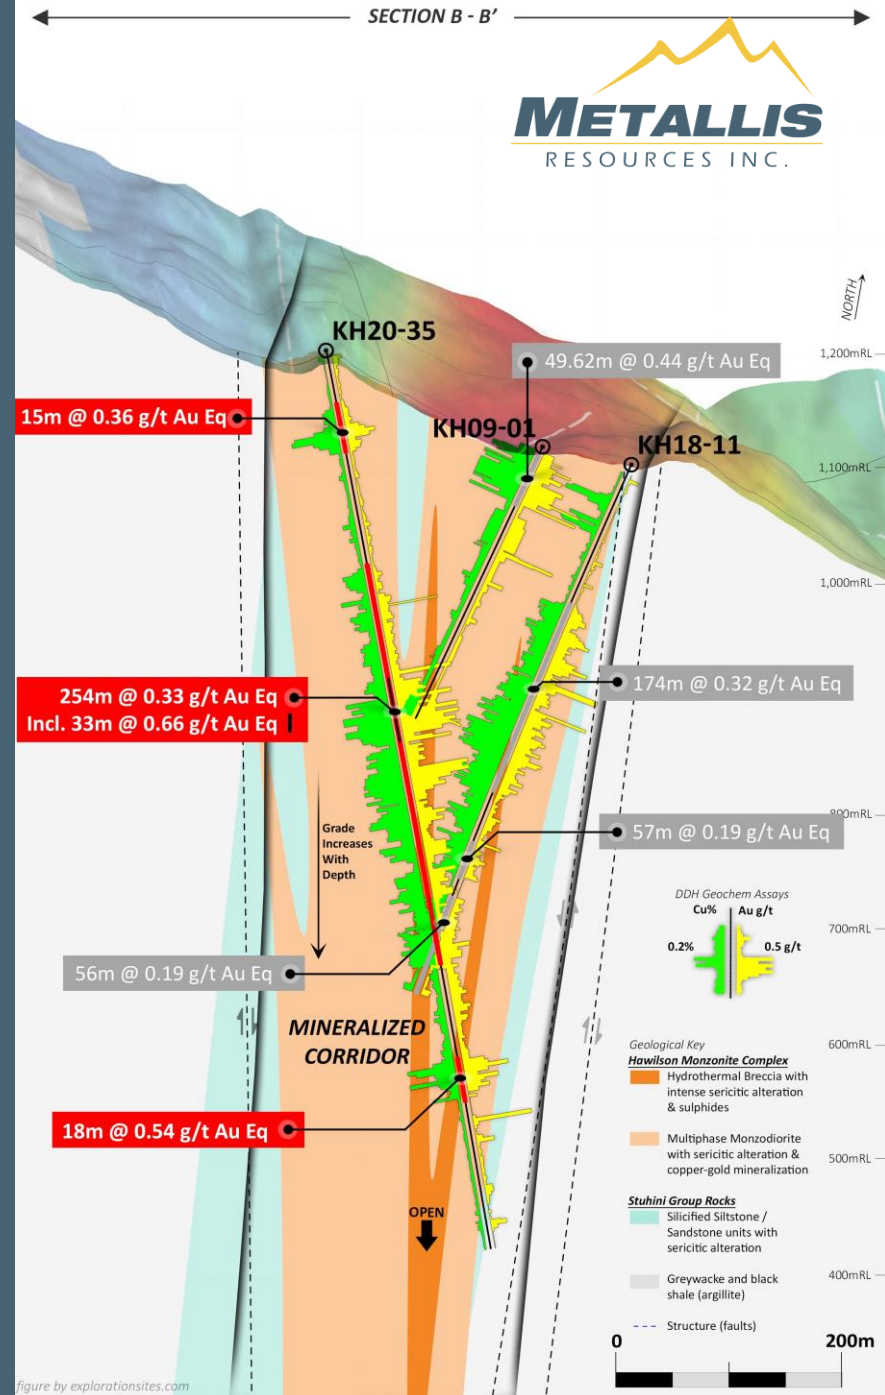 SECTION B - B'
METALLIS
RESOURCES INC.
NORTH
KH20-35
1,200mRL
49.62m @ 0.44 g/t Au Eq
15m @ 0.36 g/t Au Eq
KH09-01
KH18-11
1,100mRL
1,000mRL
254m @ 0.33 g/t Au Eq
Incl. 33m @ 0.66 g/t Au Eq
174m @ 0.32 g/t Au Eq
800mRL
57m @ 0.19 g/t Au Eq
Grade
Increases
With
Depth
DDH Geochem Assays
Cu% Au g/t
0.2% 0.5 g/t
700mRL
56m @ 0.19 g/t Au Eq
MINERALIZED
CORRIDOR
600mRL
Geological Key
Hawilson Monzonite Complex
Hydrothermal Breccia with
intense sericitic alteration
& sulphides
18m @ 0.54 g/t Au Eq
Multiphase Monzodiorite
with sericitic alteration &
copper-gold mineralization
500mRL
OPEN
Stuhini Group Rocks
Silicified Siltstone /
Sandstone units with
sericitic alteration
400mRL
Greywacke and black
shale (argillite)
Structure (faults)
0 200m
figure by explorationsites.com